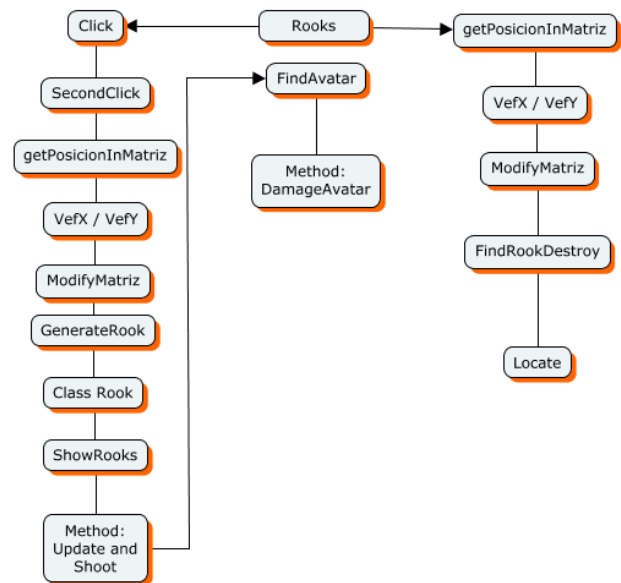 Click
Rooks
getPosicionInMatriz
SecondClick
FindAvatar
VefX / VefY
getPosicionInMatriz
Method:
DamageAvatar
ModifyMatriz
VefX / VefY
FindRookDestroy
ModifyMatriz
GenerateRook
Locate
Class Rook
ShowRooks
Method:
Update and
Shoot